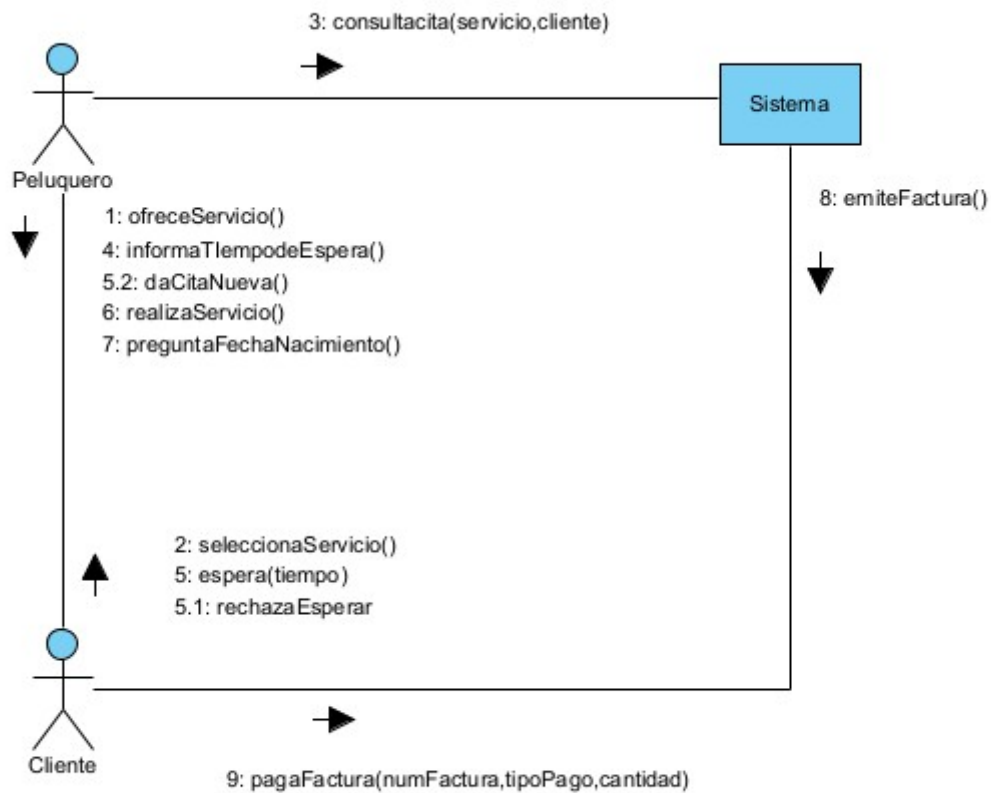 3: consultacita(servicio,cliente)
Sistema
Peluquero
8: emiteFactura()
1: ofreceServicio()
4: informaTIempodeEspera()
5.2: daCitaNueva()
6: realizaServicio()
7: preguntaFechaNacimiento()
2: seleccionaServicio()
5: espera(tiempo)
5.1: rechazaEsperar
Cliente
9: pagaFactura(numFactura,tipoPago,cantidad)